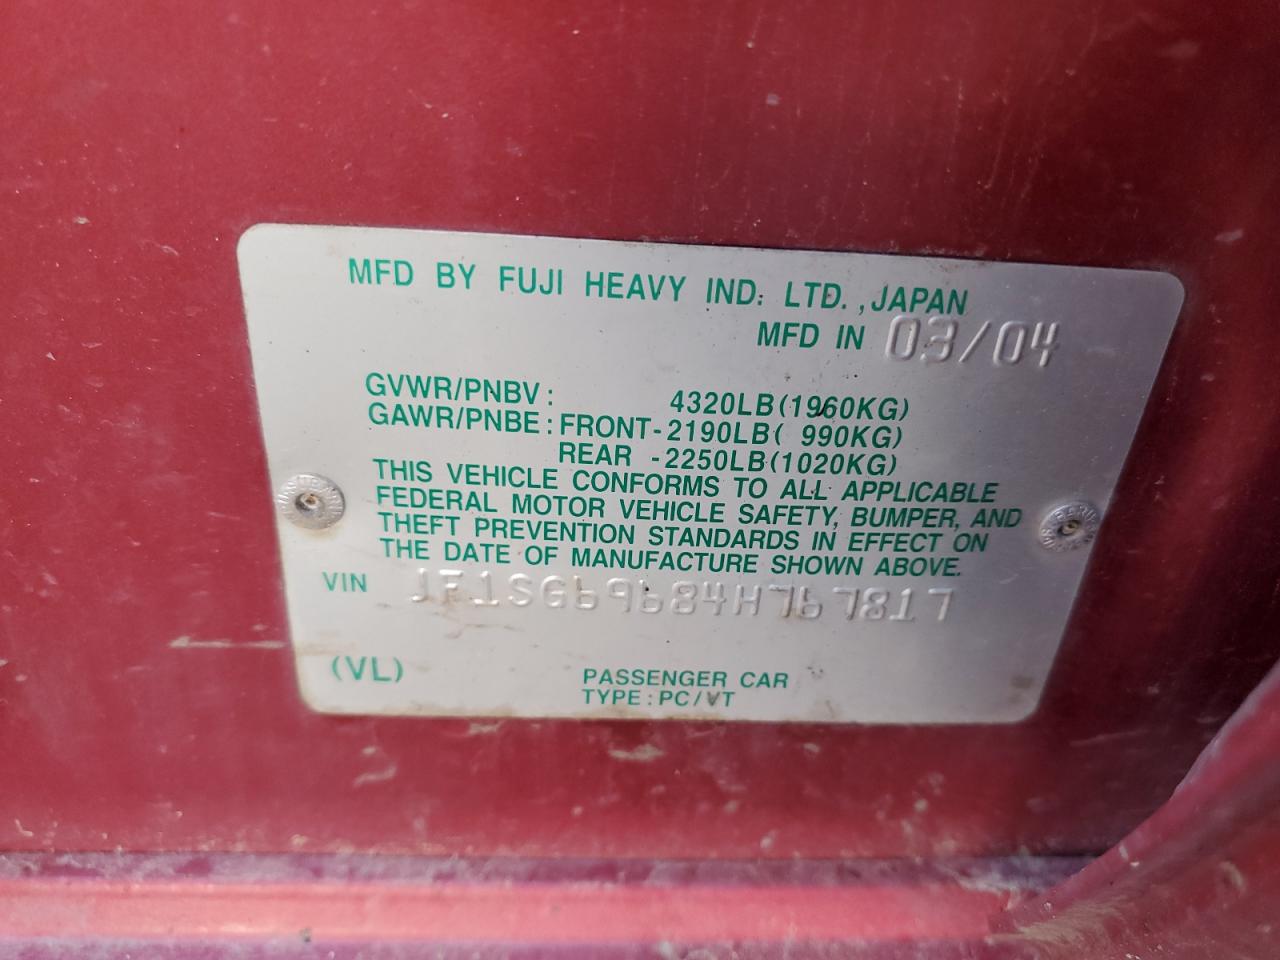 MFD BY FUJI HEAVY IND. LTD., JAPAN
MFD IN 03/04
GVWR/PNBV: 4320LB(1960KG)
GAWR/PNBE: FRONT-2190LB( 990KG)
REAR -2250LB(1020KG)
THIS VEHICLE CONFORMS TO ALL APPLICABLE
FEDERAL MOTOR VEHICLE SAFETY, BUMPER, AND
THEFT PREVENTION STANDARDS IN EFFECT ON
THE DATE OF MANUFACTURE SHOWN ABOVE.
VIN JF1SG69684H767817
(VL)
PASSENGER CAR
TYPE: PC/VT